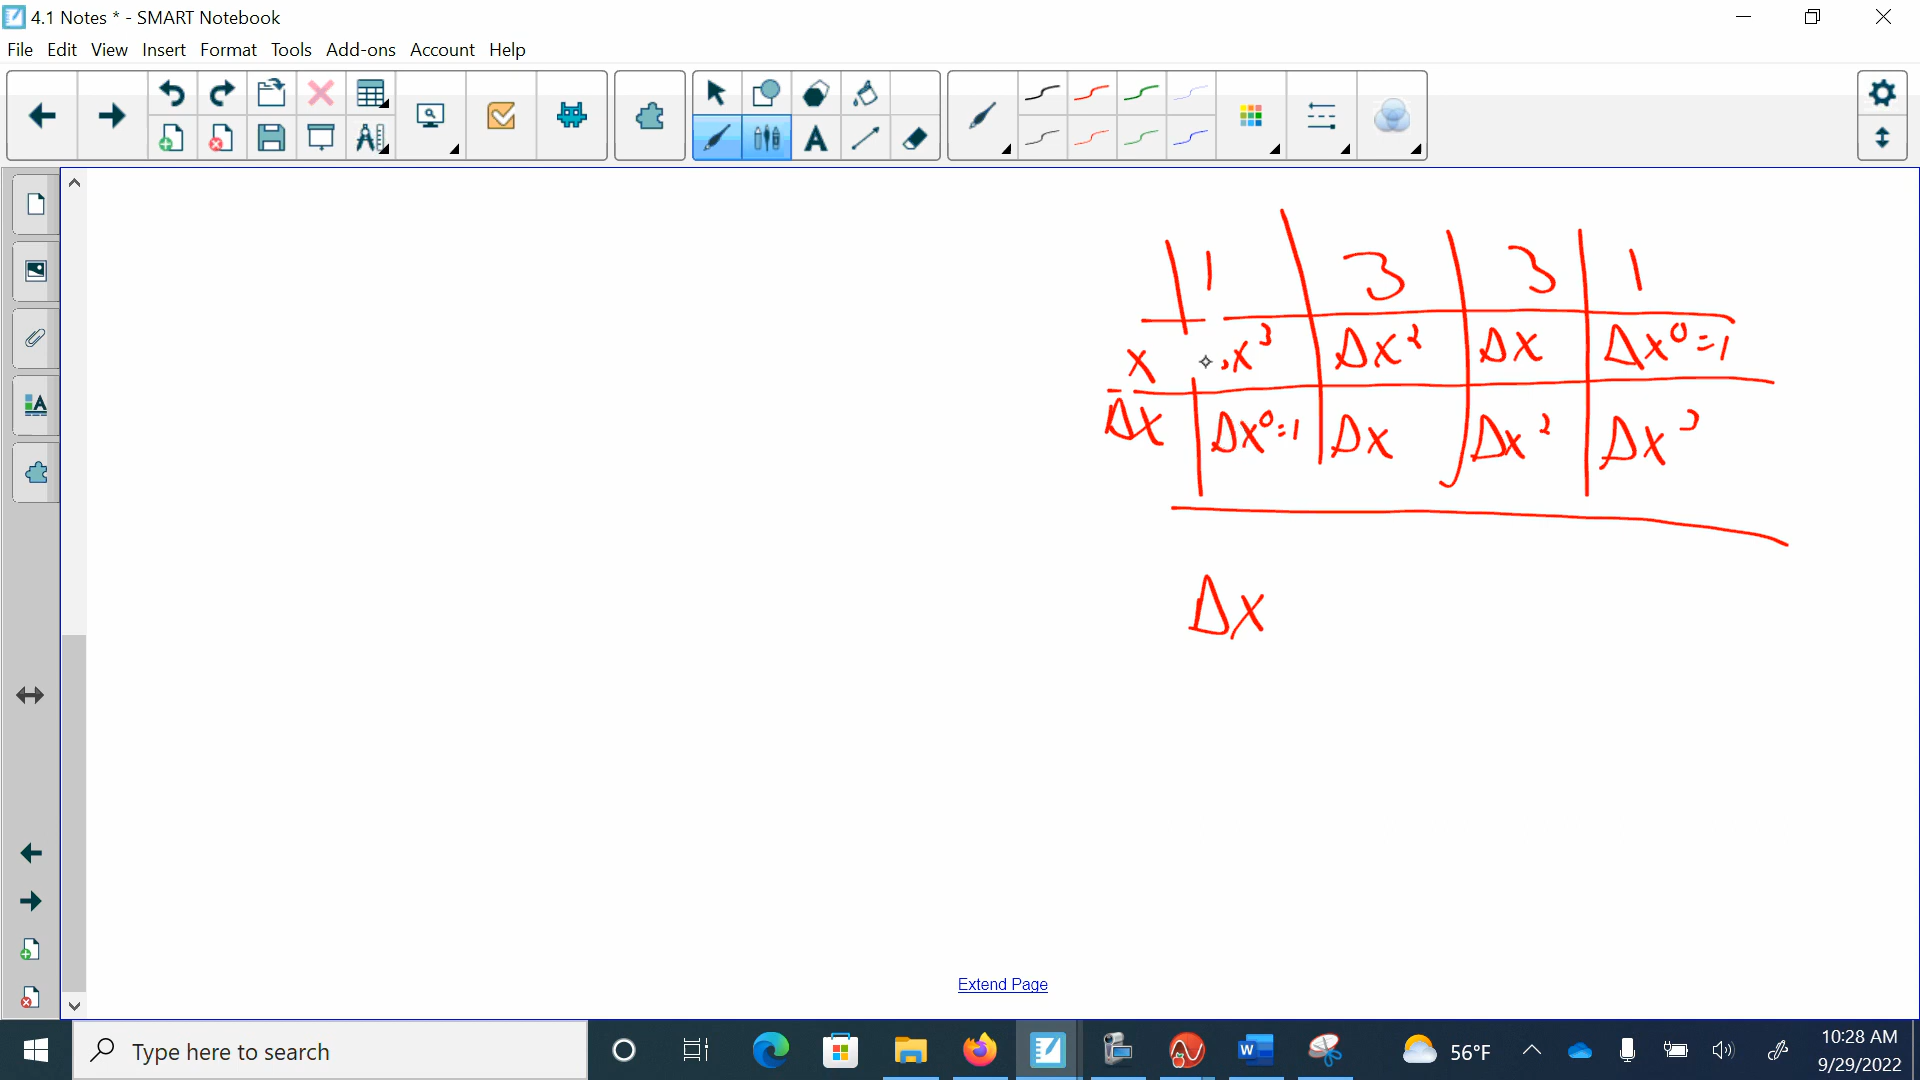 4.1 Notes * - SMART Notebook
File Edit View Insert Format Tools Add-ons Account Help
1 3 3 1
x x³ Δx² Δx Δx⁰=1
Δx Δx⁰=1 Δx Δx² Δx³
Δx
Extend Page
Type here to search
56°F
10:28 AM
9/29/2022